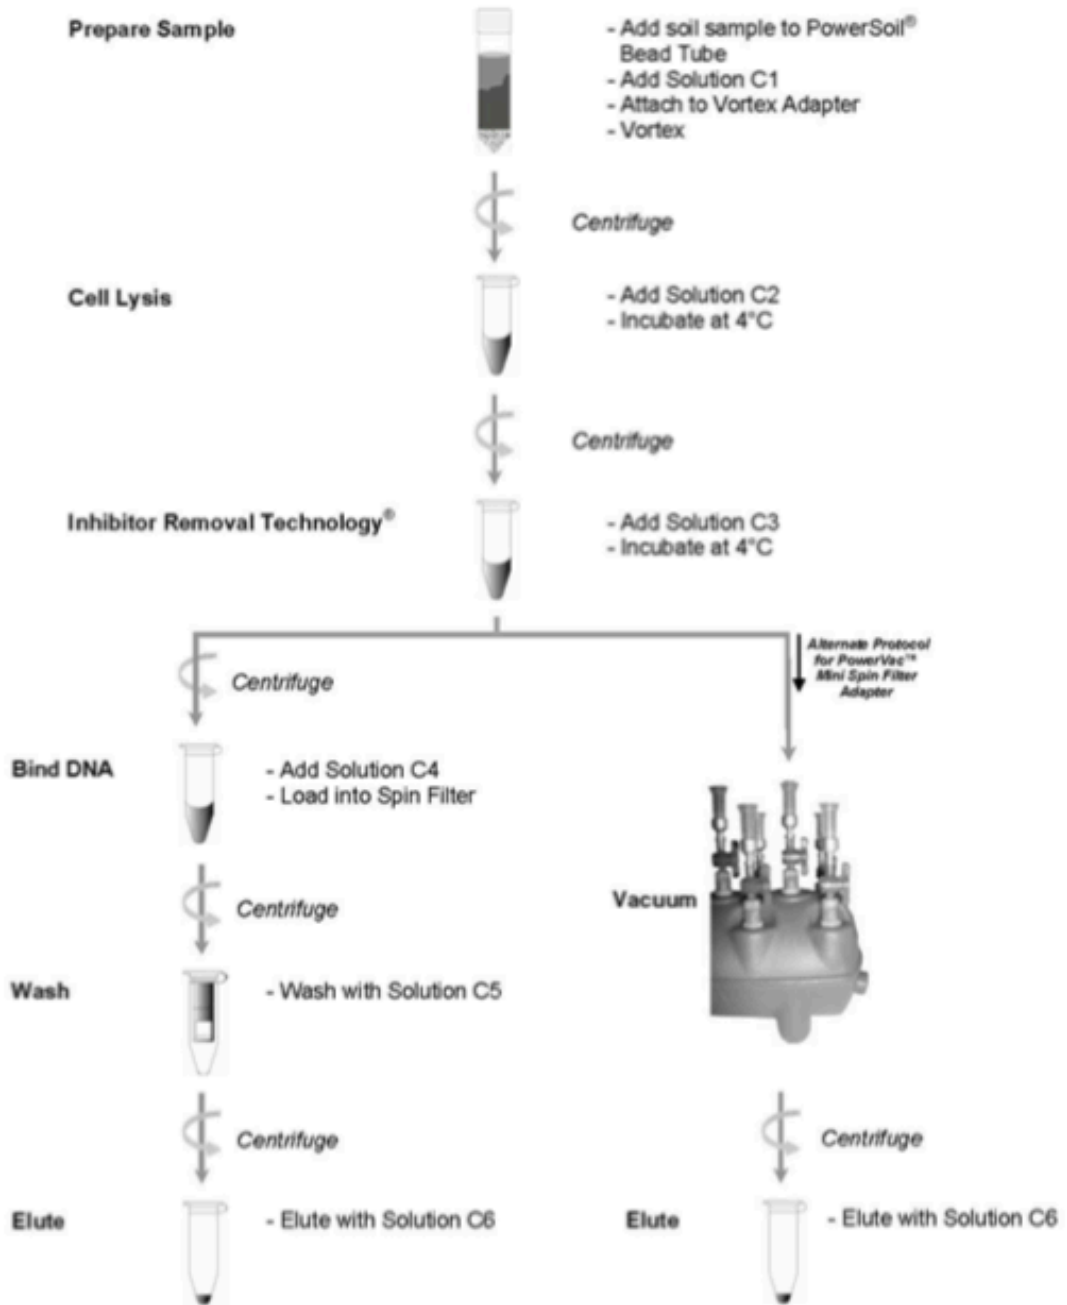 Prepare Sample
- Add soil sample to PowerSoil®
Bead Tube
- Add Solution C1
- Attach to Vortex Adapter
- Vortex
Centrifuge
Cell Lysis
- Add Solution C2
- Incubate at 4°C
Centrifuge
Inhibitor Removal Technology®
- Add Solution C3
- Incubate at 4°C
Alternate Protocol
for PowerVac™
Mini Spin Filter
Adapter
Centrifuge
Bind DNA
- Add Solution C4
- Load into Spin Filter
Centrifuge
Vacuum
Wash
- Wash with Solution C5
Centrifuge
Centrifuge
Elute
- Elute with Solution C6
Elute
- Elute with Solution C6